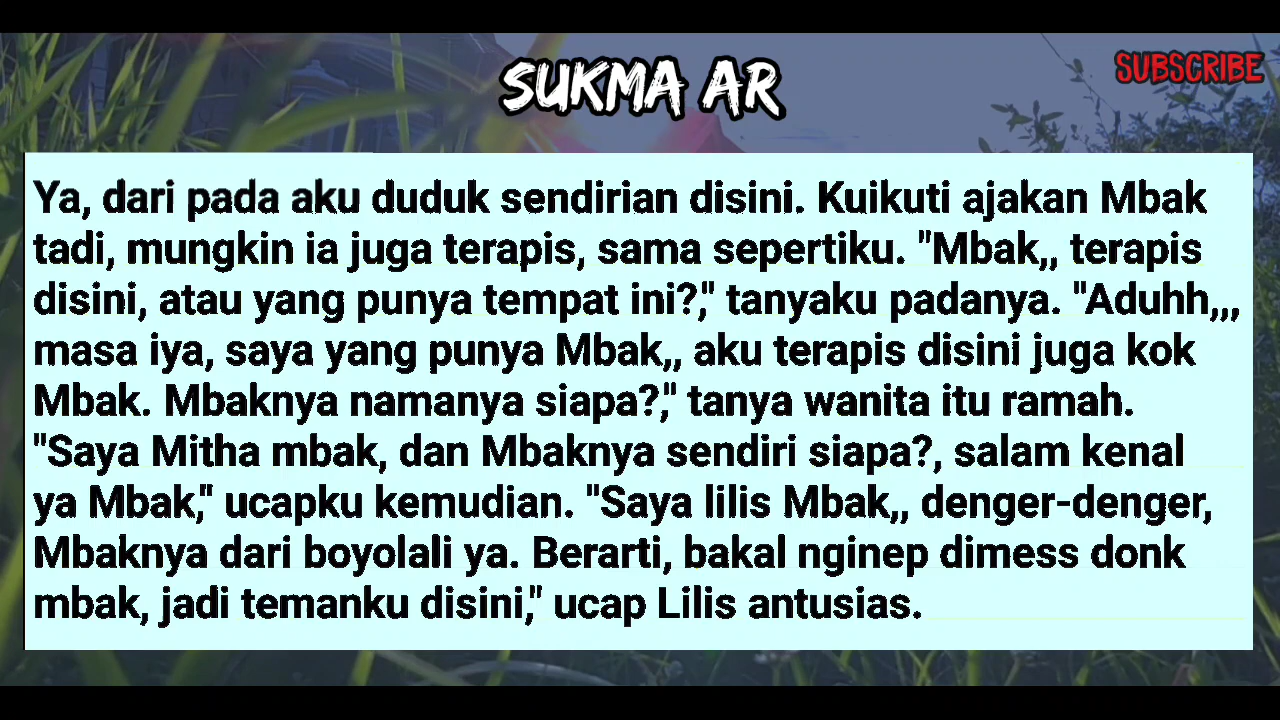 SUKMA AR
SUBSCRIBE
Ya, dari pada aku duduk sendirian disini. Kuikuti ajakan Mbak
tadi, mungkin ia juga terapis, sama sepertiku. "Mbak,, terapis
disini, atau yang punya tempat ini?," tanyaku padanya. "Aduhh,,,
masa iya, saya yang punya Mbak,, aku terapis disini juga kok
Mbak. Mbaknya namanya siapa?," tanya wanita itu ramah.
"Saya Mitha mbak, dan Mbaknya sendiri siapa?, salam kenal
ya Mbak," ucapku kemudian. "Saya lilis Mbak,, denger-denger,
Mbaknya dari boyolali ya. Berarti, bakal nginep dimess donk
mbak, jadi temanku disini," ucap Lilis antusias.